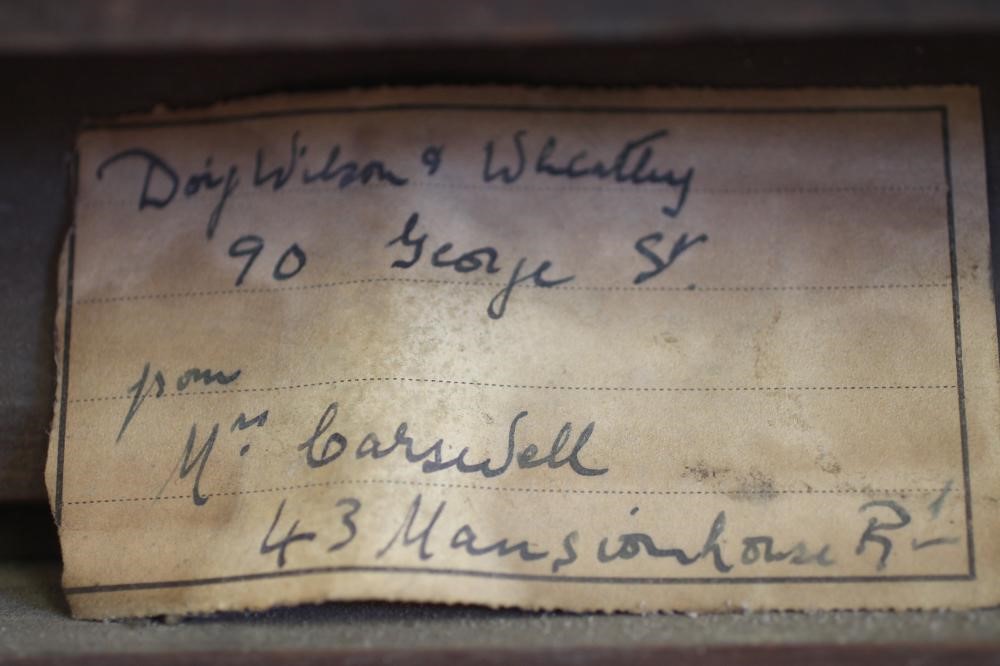 Doig Wilson & Wheatley
90 George St.
from
Mrs Carswell
43 Mansionhouse Rd